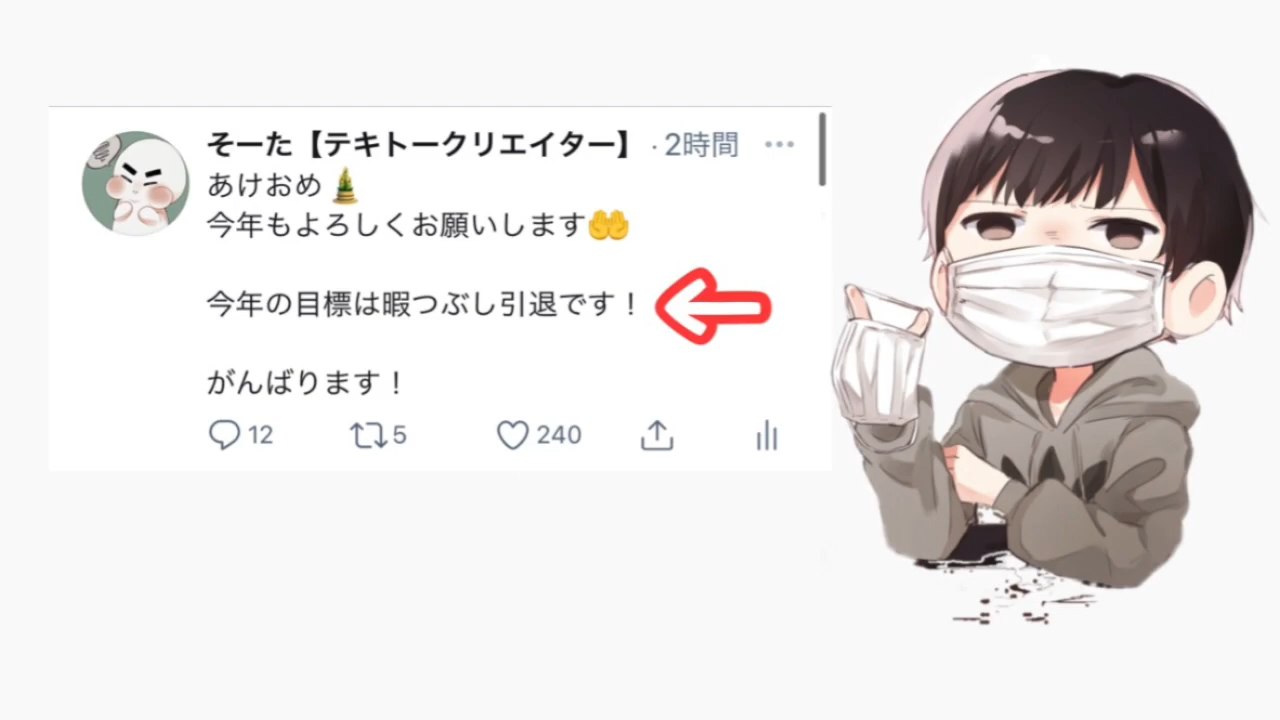 そーた【テキトークリエイター】 · 2時間
あけおめ🎍
今年もよろしくお願いします🤲
今年の目標は暇つぶし引退です！
がんばります！
12 5 240